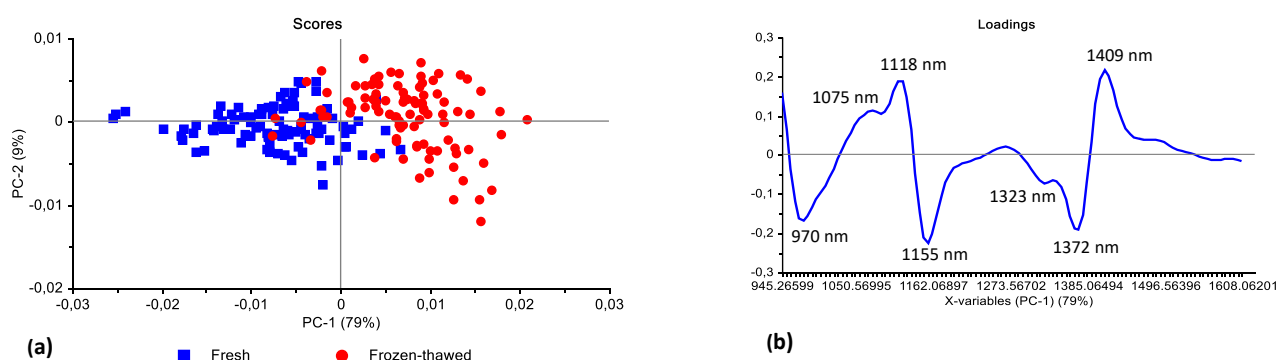 Scores
0,01
0
-0,01
-0,02
PC-2 (9%)
-0,03 -0,02 -0,01 0 0,01 0,02 0,03
PC-1 (79%)
Fresh Frozen-thawed
(a)
Loadings
0,3
0,2
0,1
0
-0,1
-0,2
-0,3
1075 nm
1118 nm
1409 nm
970 nm
1155 nm
1323 nm
1372 nm
945.26599 1050.56995 1162.06897 1273.56702 1385.06494 1496.56396 1608.06201
X-variables (PC-1) (79%)
(b)